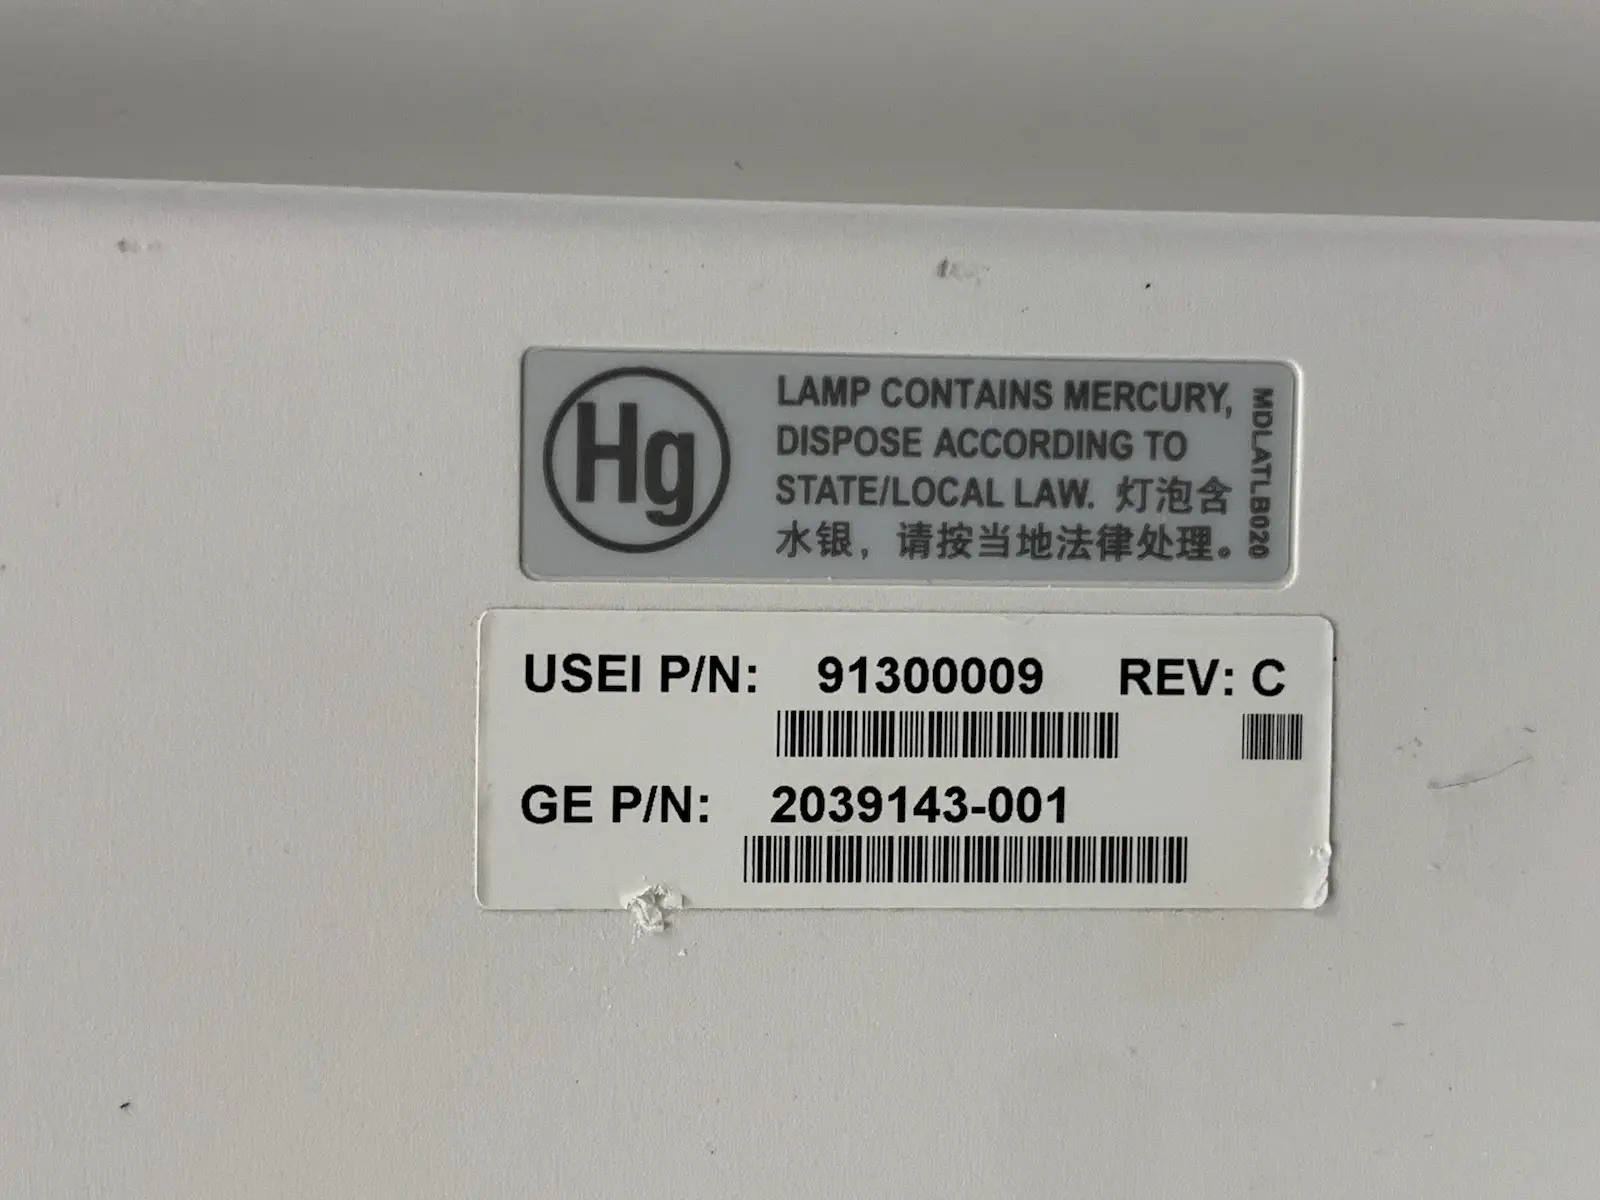 Hg
LAMP CONTAINS MERCURY,
DISPOSE ACCORDING TO
STATE/LOCAL LAW. 灯泡含
水银，请按当地法律处理。
MDLATLB020
USEI P/N: 91300009 REV: C
GE P/N: 2039143-001